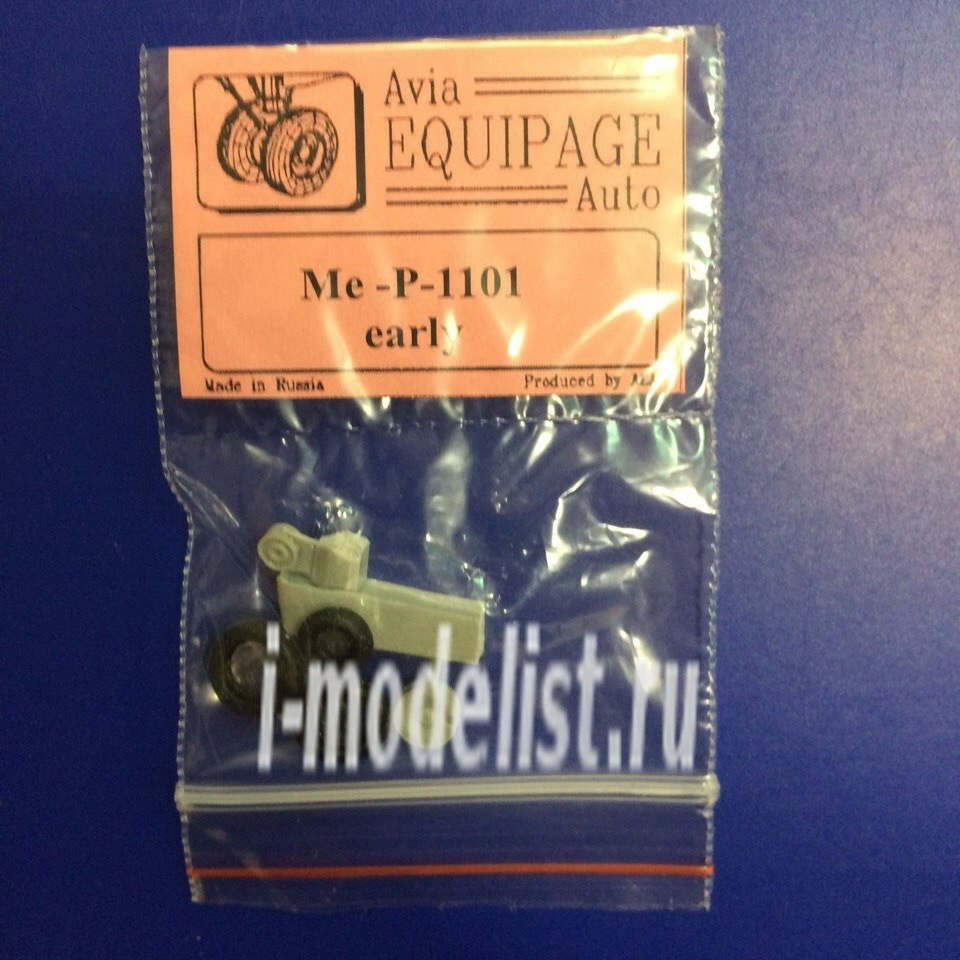 Avia
EQUIPAGE
Auto
Me -P-1101
early
Made in Russia
Produced by
i-modelist.ru